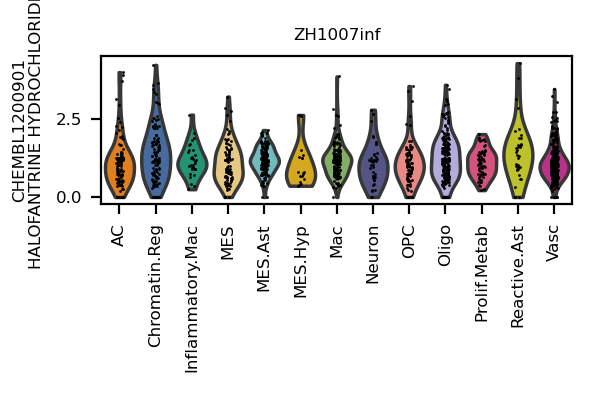 ZH1007inf
CHEMBL1200901
HALOFANTRINE HYDROCHLORIDE
2.5
0.0
AC
Chromatin.Reg
Inflammatory.Mac
MES
MES.Ast
MES.Hyp
Mac
Neuron
OPC
Oligo
Prolif.Metab
Reactive.Ast
Vasc